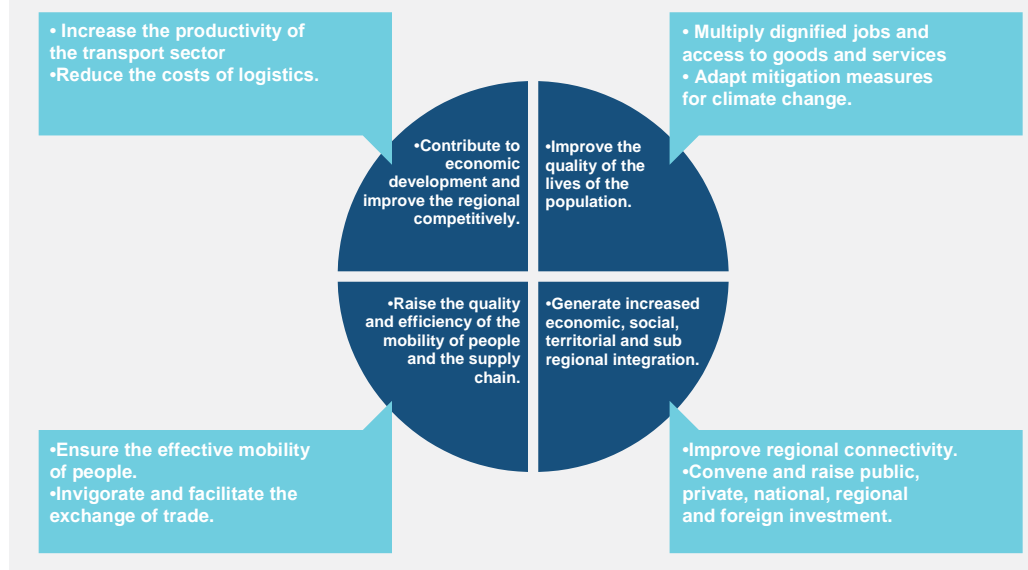 • Increase the productivity of
the transport sector
•Reduce the costs of logistics.
• Multiply dignified jobs and
access to goods and services
• Adapt mitigation measures
for climate change.
•Contribute to
economic
development and
improve the regional
competitively.
•Improve the
quality of the
lives of the
population.
•Raise the quality
and efficiency of the
mobility of people
and the supply
chain.
•Generate increased
economic, social,
territorial and sub
regional integration.
•Ensure the effective mobility
of people.
•Invigorate and facilitate the
exchange of trade.
•Improve regional connectivity.
•Convene and raise public,
private, national, regional
and foreign investment.